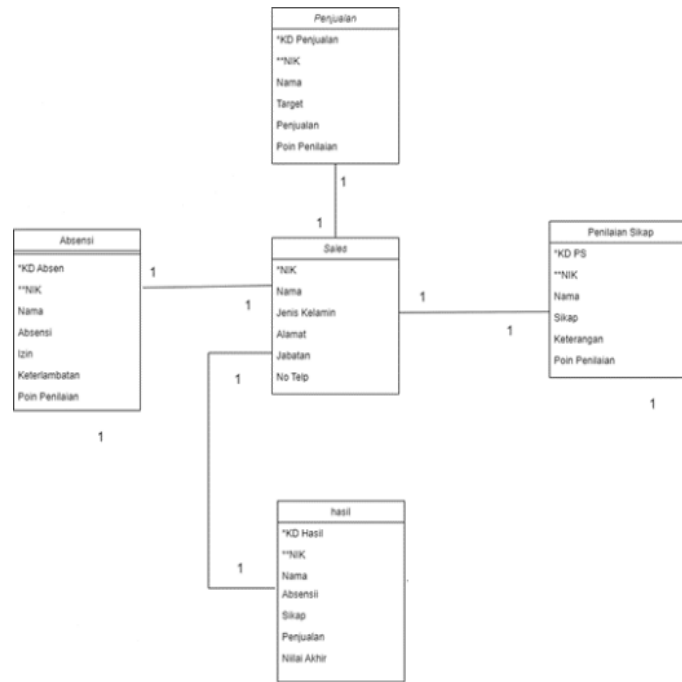 Penjualan
*KD Penjualan
**NIK
Nama
Target
Penjualan
Poin Penilaian
1
1
Absensi
*KD Absen
**NIK
Nama
Absensi
Izin
Keterlambatan
Poin Penilaian
1
1
1
Sales
*NIK
Nama
Jenis Kelamin
Alamat
Jabatan
No Telp
1
1
Penilaian Sikap
*KD PS
**NIK
Nama
Sikap
Keterangan
Poin Penilaian
1
1
1
hasil
*KD Hasil
**NIK
Nama
Absensii
Sikap
Penjualan
Niilai Akhir